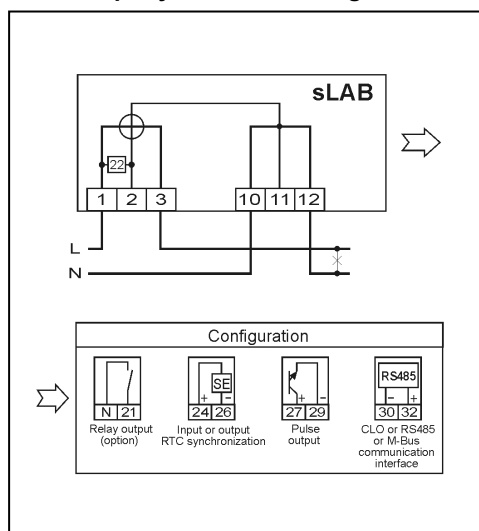 sLAB
22
1 2 3 10 11 12
L
N
Configuration
SE
RS485
+ − + − − +
N 21 24 26 27 29 30 32
Relay output
(option)
Input or output
RTC synchronization
Pulse
output
CLO or RS485
or M-Bus
communication
interface